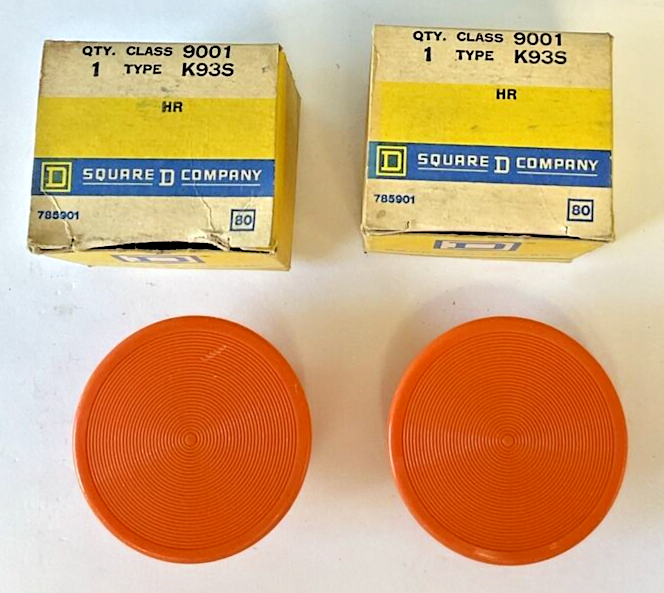 QTY. CLASS 9001
1 TYPE K93S
HR
D SQUARE D COMPANY
785901
80
QTY. CLASS 9001
1 TYPE K93S
HR
D SQUARE D COMPANY
785901
80